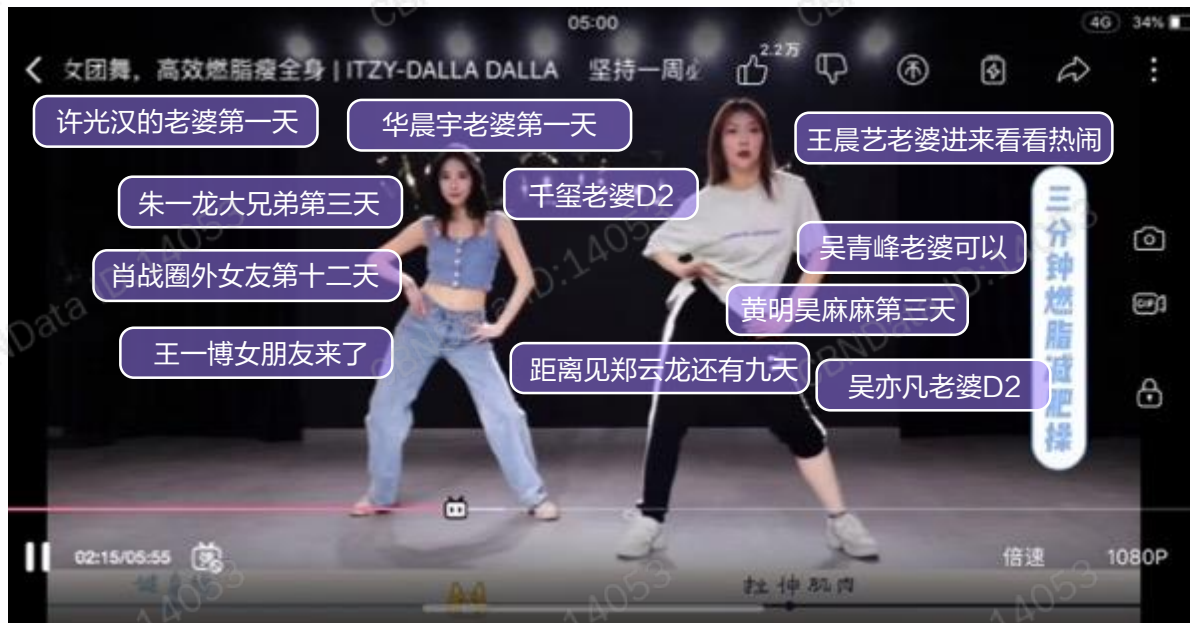 05:00
4G 34%
女团舞，高效燃脂瘦全身 | ITZY-DALLA DALLA 坚持一周
2.2万
许光汉的老婆第一天
华晨宇老婆第一天
王晨艺老婆进来看看热闹
朱一龙大兄弟第三天
千玺老婆D2
吴青峰老婆可以
肖战圈外女友第十二天
黄明昊麻麻第三天
王一博女朋友来了
距离见郑云龙还有九天
吴亦凡老婆D2
三分钟燃脂减肥操
GIF
02:15/05:55
倍速
1080P
拉伸肌肉
CBNData ID:14053